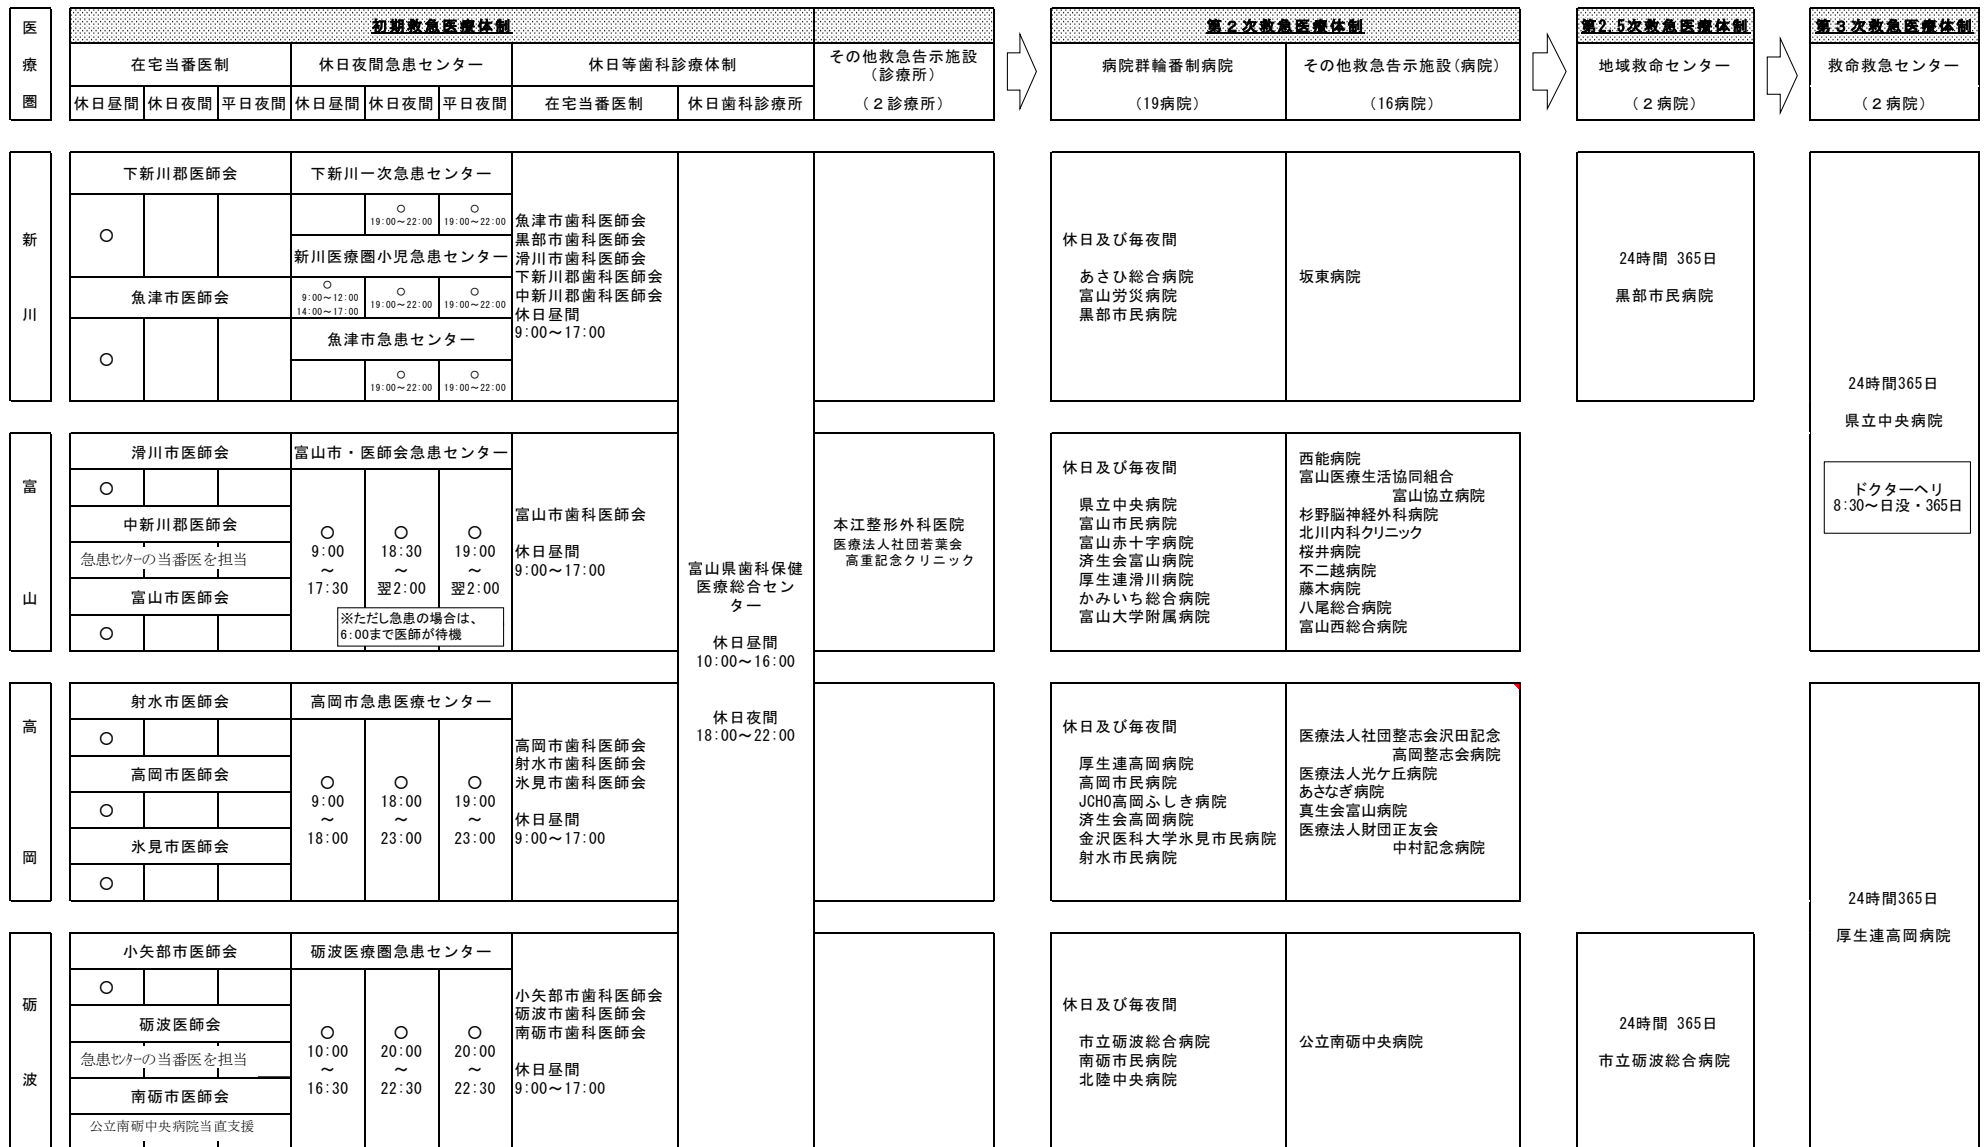 医
療
圏
初期救急医療体制
在宅当番医制
休日夜間急患センター
休日等歯科診療体制
その他救急告示施設
(診療所)
(2診療所)
休日昼間 休日夜間 平日夜間 休日昼間 休日夜間 平日夜間 在宅当番医制 休日歯科診療所
第2次救急医療体制
病院群輪番制病院
(19病院)
その他救急告示施設(病院)
(16病院)
第2.5次救急医療体制
地域救命センター
(2病院)
第3次救急医療体制
救命救急センター
(2病院)
新
川
下新川郡医師会
○
魚津市医師会
○
下新川一次急患センター
○ ○
19:00~22:00 19:00~22:00
新川医療圏小児急患センター
○ ○ ○
9:00~12:00
14:00~17:00
19:00~22:00 19:00~22:00
魚津市急患センター
○ ○
19:00~22:00 19:00~22:00
魚津市歯科医師会
黒部市歯科医師会
滑川市歯科医師会
下新川郡歯科医師会
中新川郡歯科医師会
休日昼間
9:00~17:00
休日及び毎夜間
あさひ総合病院
富山労災病院
黒部市民病院
坂東病院
24時間 365日
黒部市民病院
富
山
滑川市医師会
○
中新川郡医師会
急患センターの当番医を担当
富山市医師会
○
富山市・医師会急患センター
○ ○ ○
9:00 18:30 19:00
~ ~ ~
17:30 翌2:00 翌2:00
※ただし急患の場合は、
6:00まで医師が待機
富山市歯科医師会
休日昼間
9:00~17:00
富山県歯科保健
医療総合セン
ター
休日昼間
10:00~16:00
休日夜間
18:00~22:00
本江整形外科医院
医療法人社団若葉会
高重記念クリニック
休日及び毎夜間
県立中央病院
富山市民病院
富山赤十字病院
済生会富山病院
厚生連滑川病院
かみいち総合病院
富山大学附属病院
西能病院
富山医療生活協同組合
富山協立病院
杉野脳神経外科病院
北川内科クリニック
桜井病院
不二越病院
藤木病院
八尾総合病院
富山西総合病院
24時間365日
県立中央病院
ドクターヘリ
8:30~日没・365日
高
岡
射水市医師会
○
高岡市医師会
○
氷見市医師会
○
高岡市急患医療センター
○ ○ ○
9:00 18:00 19:00
~ ~ ~
18:00 23:00 23:00
高岡市歯科医師会
射水市歯科医師会
氷見市歯科医師会
休日昼間
9:00~17:00
休日及び毎夜間
厚生連高岡病院
高岡市民病院
JCHO高岡ふしき病院
済生会高岡病院
金沢医科大学氷見市民病院
射水市民病院
医療法人社団整志会沢田記念
高岡整志会病院
医療法人光ケ丘病院
あさなぎ病院
真生会富山病院
医療法人財団正友会
中村記念病院
24時間365日
厚生連高岡病院
砺
波
小矢部市医師会
○
砺波医師会
急患センターの当番医を担当
南砺市医師会
公立南砺中央病院当直支援
砺波医療圏急患センター
○ ○ ○
10:00 20:00 20:00
~ ~ ~
16:30 22:30 22:30
小矢部市歯科医師会
砺波市歯科医師会
南砺市歯科医師会
休日昼間
9:00~17:00
休日及び毎夜間
市立砺波総合病院
南砺市民病院
北陸中央病院
公立南砺中央病院
24時間 365日
市立砺波総合病院